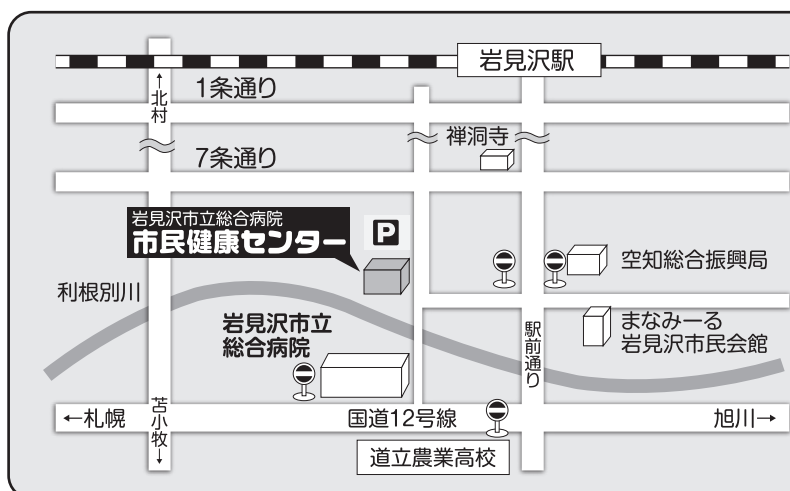 岩見沢駅
↑北村
1条通り
禅洞寺
7条通り
岩見沢市立総合病院
市民健康センター
P
空知総合振興局
利根別川
まなみーる
岩見沢市民会館
岩見沢市立
総合病院
駅前通り
←札幌
苫小牧↓
国道12号線
旭川→
道立農業高校